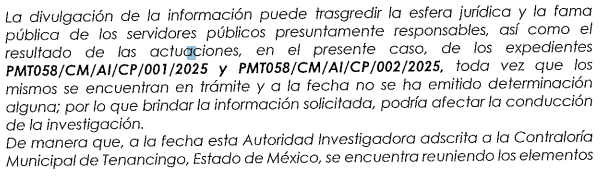 La divulgación de la información puede trasgredir la esfera jurídica y la fama
pública de los servidores públicos presuntamente responsables, así como el
resultado de las actuaciones, en el presente caso, de los expedientes
PMT058/CM/AI/CP/001/2025 y PMT058/CM/AI/CP/002/2025, toda vez que los
mismos se encuentran en trámite y a la fecha no se ha emitido determinación
alguna; por lo que brindar la información solicitada, podría afectar la conducción
de la investigación.
De manera que, a la fecha esta Autoridad Investigadora adscrita a la Contraloría
Municipal de Tenancingo, Estado de México, se encuentra reuniendo los elementos